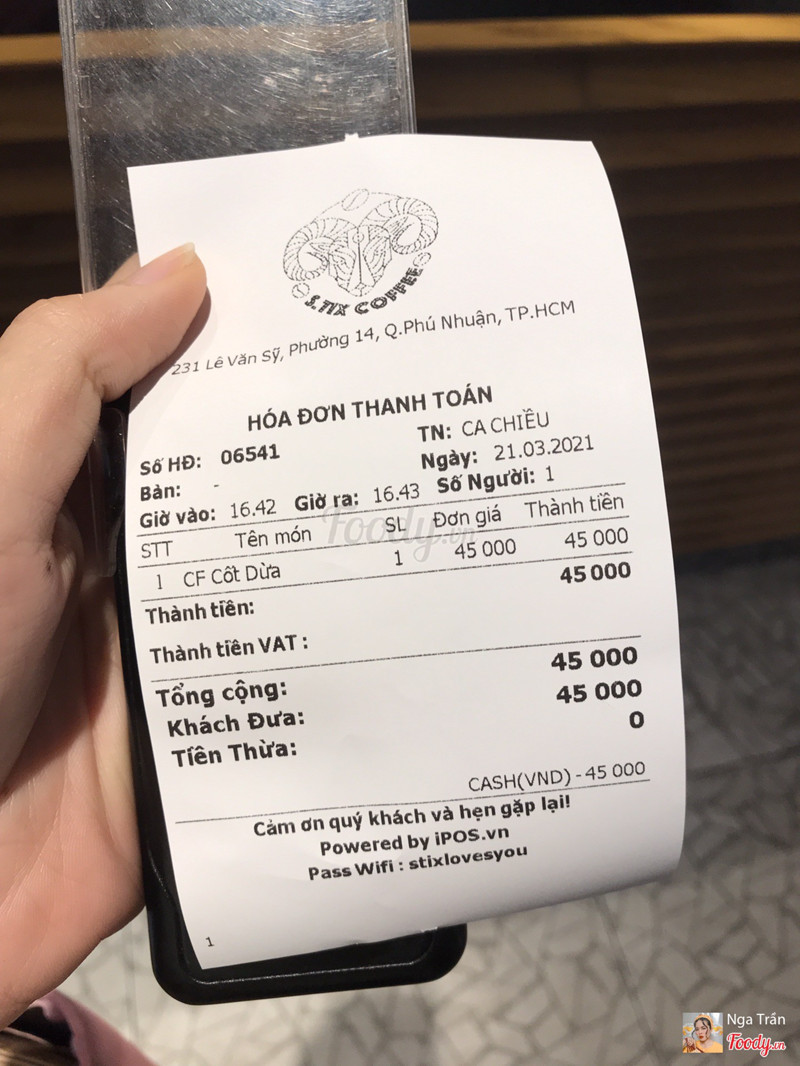 S.TIX COFFEE
231 Lê Văn Sỹ, Phường 14, Q.Phú Nhuận, TP.HCM
HÓA ĐƠN THANH TOÁN
Số HĐ: 06541 TN: CA CHIỀU
Bàn: - Ngày: 21.03.2021
Giờ vào: 16.42 Giờ ra: 16.43 Số Người: 1
STT Tên món SL Đơn giá Thành tiền
1 CF Cốt Dừa 1 45 000 45 000
Thành tiền: 45 000
Thành tiền VAT :
Tổng cộng: 45 000
Khách Đưa: 45 000
Tiền Thừa: 0
CASH(VND) - 45 000
Cảm ơn quý khách và hẹn gặp lại!
Powered by iPOS.vn
Pass Wifi : stixlovesyou
1
Foody.vn
Nga Trần
Foody.vn